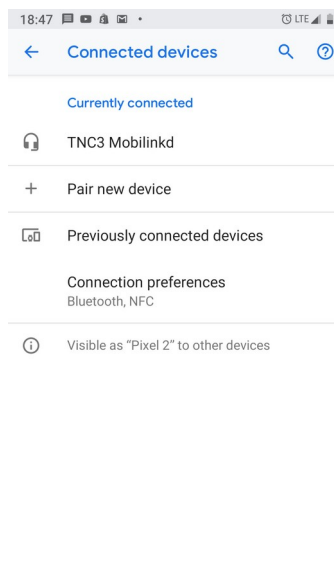 18:47 LTE
Connected devices
Currently connected
TNC3 Mobilinkd
Pair new device
Previously connected devices
Connection preferences
Bluetooth, NFC
Visible as “Pixel 2” to other devices